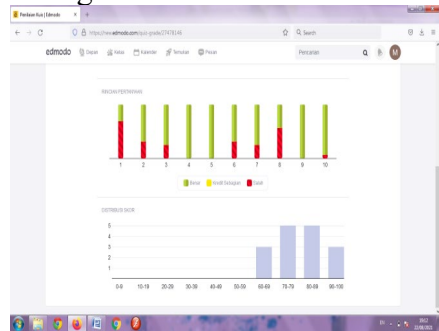 Penilaian Kuis | Edmodo
https://new.edmodo.com/quiz-grade/
Search
edmodo
Depan
Kelas
Kalender
Temukan
Pesan
Pencarian
M
RINCIAN PERTANYAAN
1 2 3 4 5 6 7 8 9 10
Benar Kredit Sebagian Salah
DISTRIBUSI SKOR
5
4
3
2
1
0-9 10-19 20-29 30-39 40-49 50-59 60-69 70-79 80-89 90-100